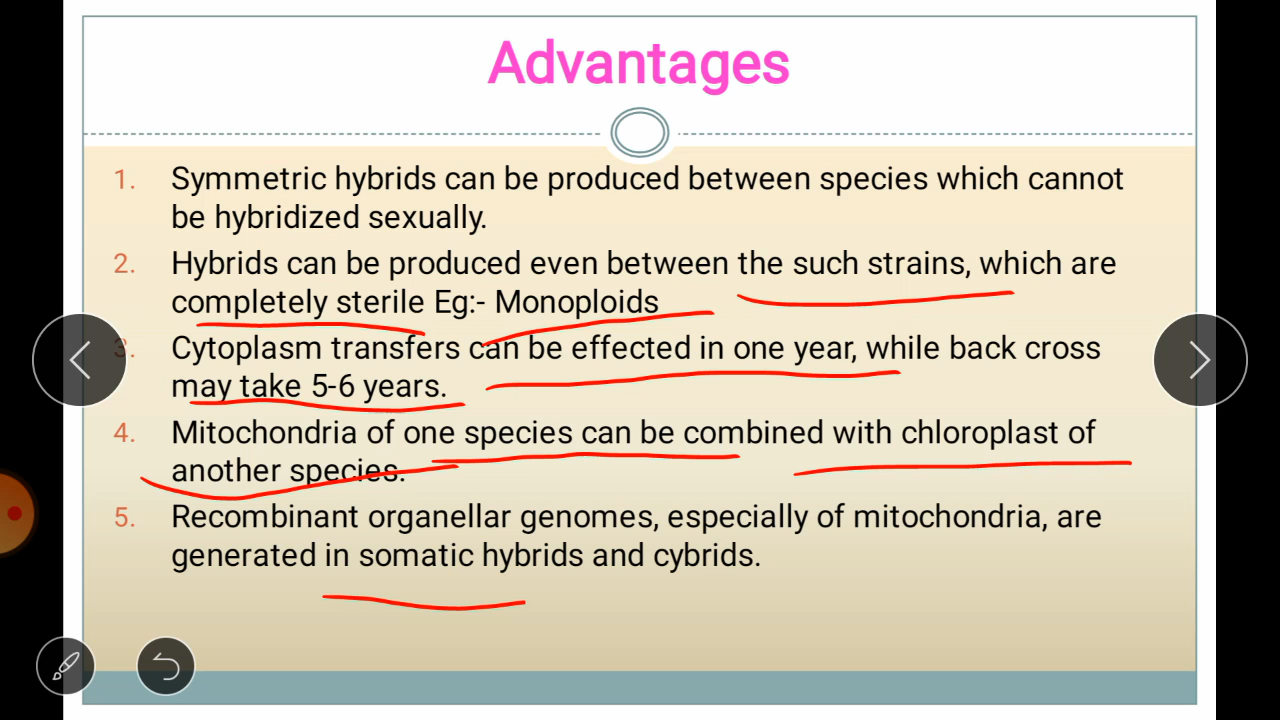 Advantages
1. Symmetric hybrids can be produced between species which cannot
be hybridized sexually.
2. Hybrids can be produced even between the such strains, which are
completely sterile Eg:- Monoploids
3. Cytoplasm transfers can be effected in one year, while back cross
may take 5-6 years.
4. Mitochondria of one species can be combined with chloroplast of
another species.
5. Recombinant organellar genomes, especially of mitochondria, are
generated in somatic hybrids and cybrids.